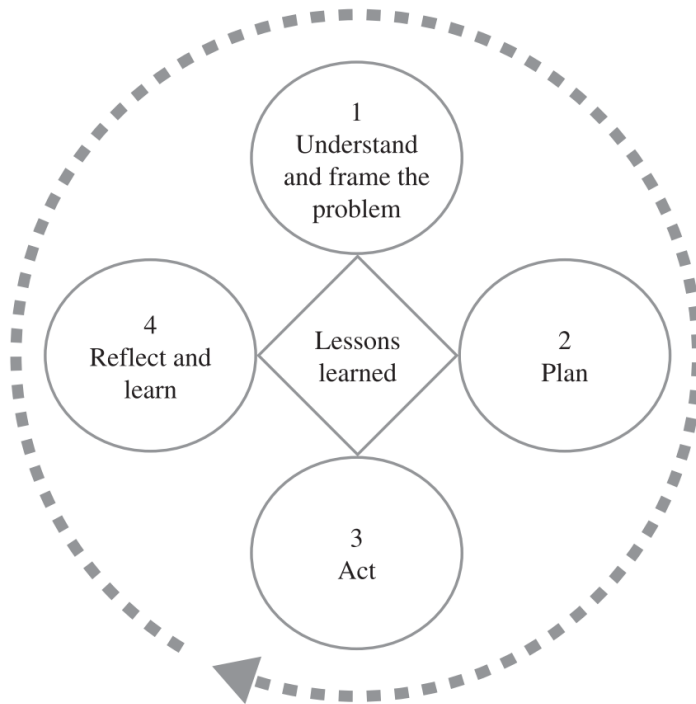 1
Understand
and frame the
problem
4
Reflect and
learn
Lessons
learned
2
Plan
3
Act